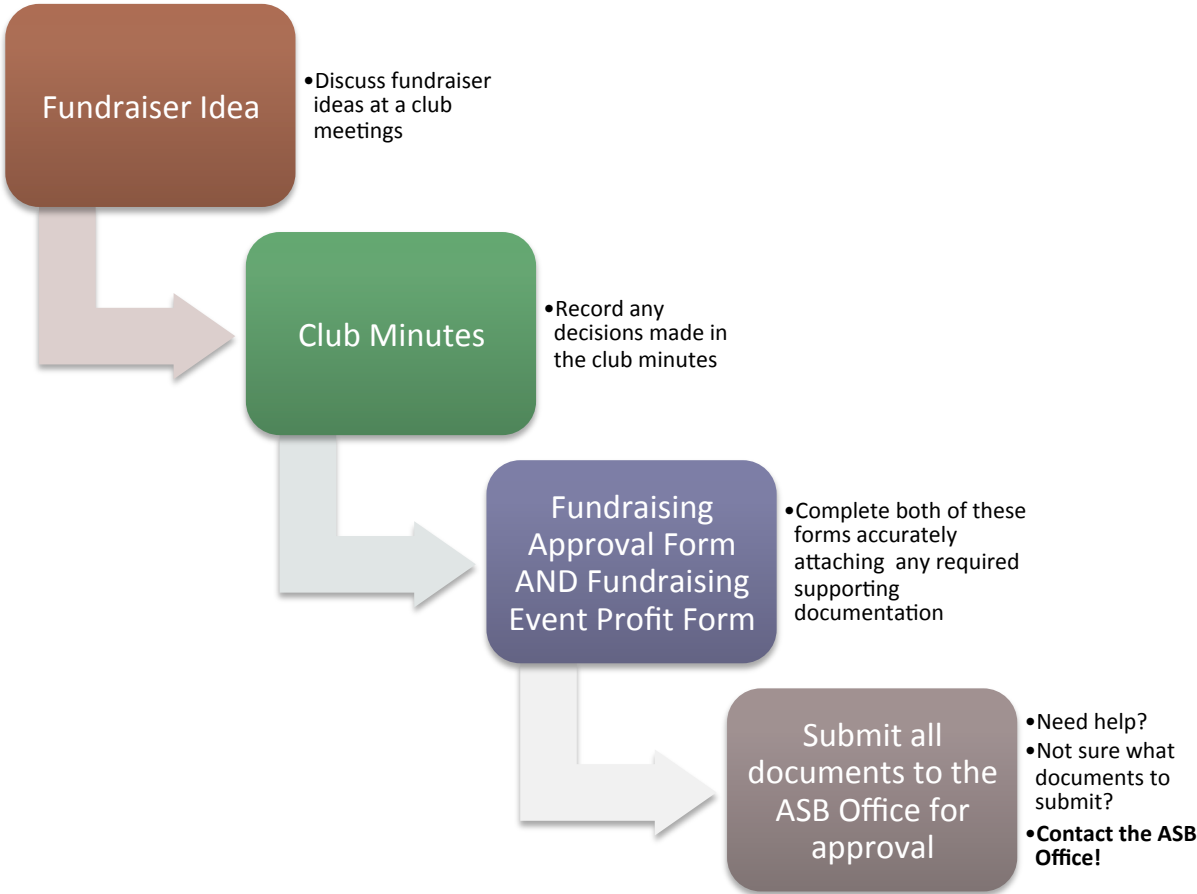 Fundraiser Idea
•Discuss fundraiser
ideas at a club
meetings
Club Minutes
•Record any
decisions made in
the club minutes
Fundraising
Approval Form
AND Fundraising
Event Profit Form
•Complete both of these
forms accurately
attaching any required
supporting
documentation
Submit all
documents to the
ASB Office for
approval
•Need help?
•Not sure what
documents to
submit?
•Contact the ASB
Office!